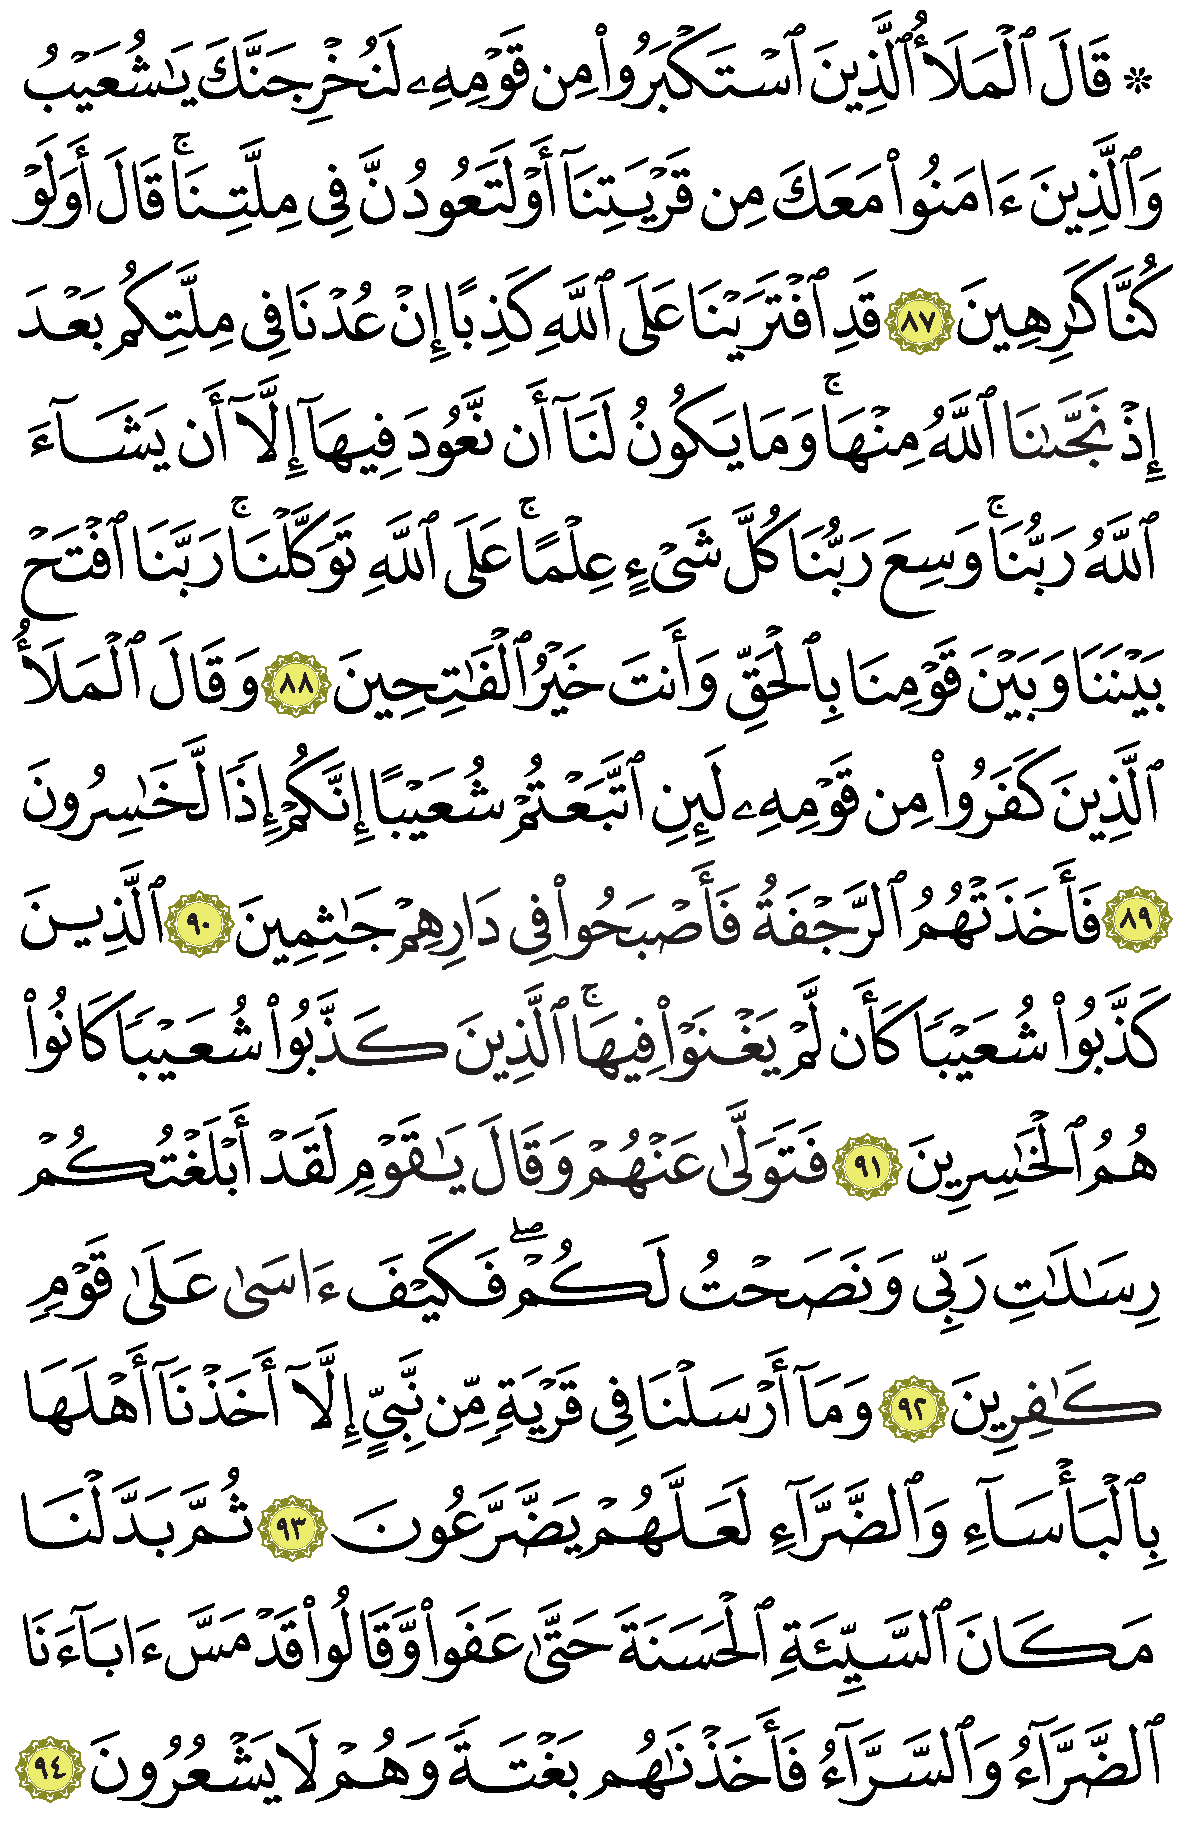 ۞ قَالَ ٱلْمَلَأُ ٱلَّذِينَ ٱسْتَكْبَرُوا۟ مِن قَوْمِهِۦ لَنُخْرِجَنَّكَ يَـٰشُعَيْبُ
وَٱلَّذِينَ ءَامَنُوا۟ مَعَكَ مِن قَرْيَتِنَآ أَوْ لَتَعُودُنَّ فِى مِلَّتِنَا ۚ قَالَ أَوَلَوْ
كُنَّا كَـٰرِهِينَ ٨٧ قَدِ ٱفْتَرَيْنَا عَلَى ٱللَّهِ كَذِبًا إِنْ عُدْنَا فِى مِلَّتِكُم بَعْدَ
إِذْ نَجَّىٰنَا ٱللَّهُ مِنْهَا ۚ وَمَا يَكُونُ لَنَآ أَن نَّعُودَ فِيهَآ إِلَّآ أَن يَشَآءَ
ٱللَّهُ رَبُّنَا ۚ وَسِعَ رَبُّنَا كُلَّ شَىْءٍ عِلْمًا ۚ عَلَى ٱللَّهِ تَوَكَّلْنَا ۚ رَبَّنَا ٱفْتَحْ
بَيْنَنَا وَبَيْنَ قَوْمِنَا بِٱلْحَقِّ وَأَنتَ خَيْرُ ٱلْفَـٰتِحِينَ ٨٨ وَقَالَ ٱلْمَلَأُ
ٱلَّذِينَ كَفَرُوا۟ مِن قَوْمِهِۦ لَئِنِ ٱتَّبَعْتُمْ شُعَيْبًا إِنَّكُمْ إِذًا لَّخَـٰسِرُونَ
٨٩ فَأَخَذَتْهُمُ ٱلرَّجْفَةُ فَأَصْبَحُوا۟ فِى دَارِهِمْ جَـٰثِمِينَ ٩٠ ٱلَّذِينَ
كَذَّبُوا۟ شُعَيْبًا كَأَن لَّمْ يَغْنَوْا۟ فِيهَا ۚ ٱلَّذِينَ كَذَّبُوا۟ شُعَيْبًا كَانُوا۟
هُمُ ٱلْخَـٰسِرِينَ ٩١ فَتَوَلَّىٰ عَنْهُمْ وَقَالَ يَـٰقَوْمِ لَقَدْ أَبْلَغْتُكُمْ
رِسَـٰلَـٰتِ رَبِّى وَنَصَحْتُ لَكُمْ ۖ فَكَيْفَ ءَاسَىٰ عَلَىٰ قَوْمٍ
كَـٰفِرِينَ ٩٢ وَمَآ أَرْسَلْنَا فِى قَرْيَةٍ مِّن نَّبِىٍّ إِلَّآ أَخَذْنَآ أَهْلَهَا
بِٱلْبَأْسَآءِ وَٱلضَّرَّآءِ لَعَلَّهُمْ يَضَّرَّعُونَ ٩٣ ثُمَّ بَدَّلْنَا
مَكَانَ ٱلسَّيِّئَةِ ٱلْحَسَنَةَ حَتَّىٰ عَفَوا۟ وَّقَالُوا۟ قَدْ مَسَّ ءَابَآءَنَا
ٱلضَّرَّآءُ وَٱلسَّرَّآءُ فَأَخَذْنَـٰهُم بَغْتَةً وَهُمْ لَا يَشْعُرُونَ ٩٤